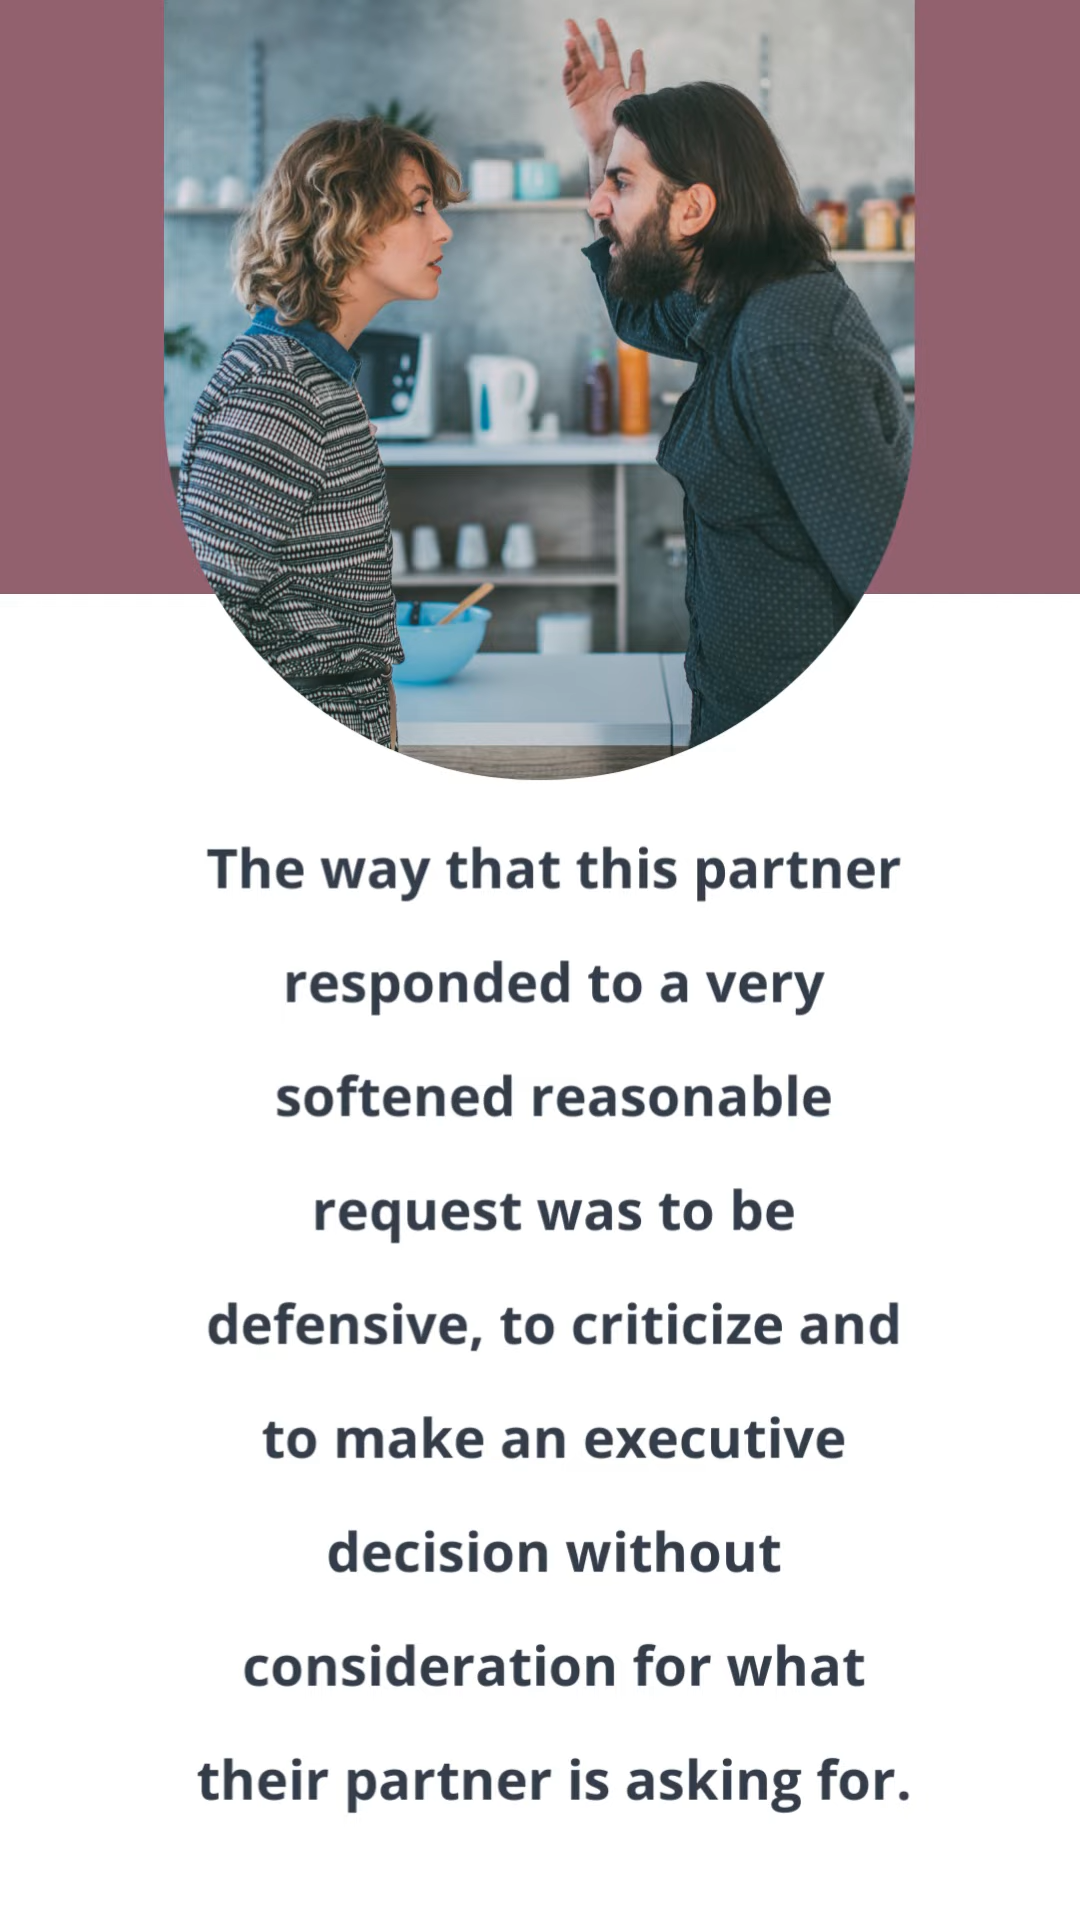 The way that this partner
responded to a very
softened reasonable
request was to be
defensive, to criticize and
to make an executive
decision without
consideration for what
their partner is asking for.